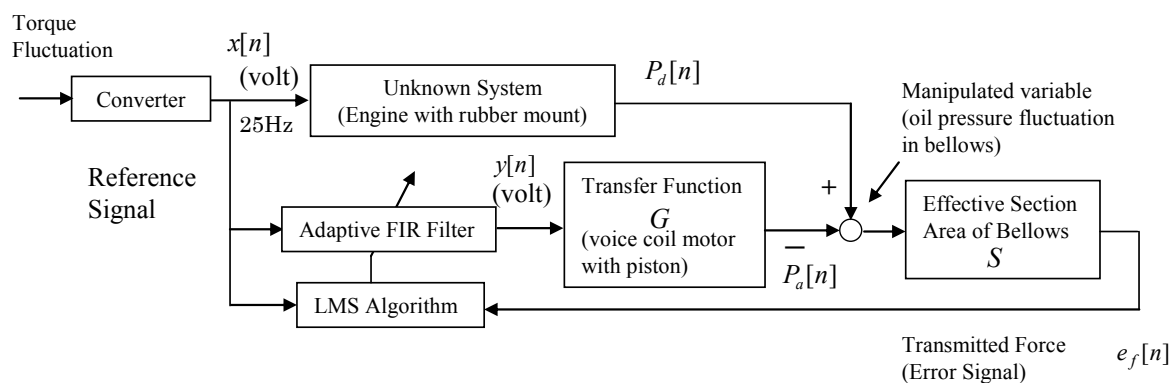 Torque
Fluctuation
x[n]
(volt)
Converter
25Hz
Unknown System
(Engine with rubber mount)
P_d[n]
Manipulated variable
(oil pressure fluctuation
in bellows)
Reference
Signal
Adaptive FIR Filter
y[n]
(volt)
Transfer Function
G
(voice coil motor
with piston)
+
−
P_a[n]
Effective Section
Area of Bellows
S
LMS Algorithm
Transmitted Force
(Error Signal)
e_f[n]